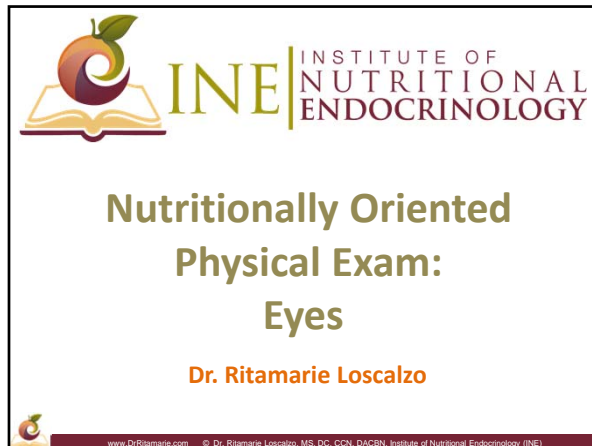 INE
INSTITUTE OF
NUTRITIONAL
ENDOCRINOLOGY
Nutritionally Oriented
Physical Exam:
Eyes
Dr. Ritamarie Loscalzo
www.DrRitamarie.com © Dr. Ritamarie Loscalzo, MS, DC, CCN, DACBN, Institute of Nutritional Endocrinology (INE)